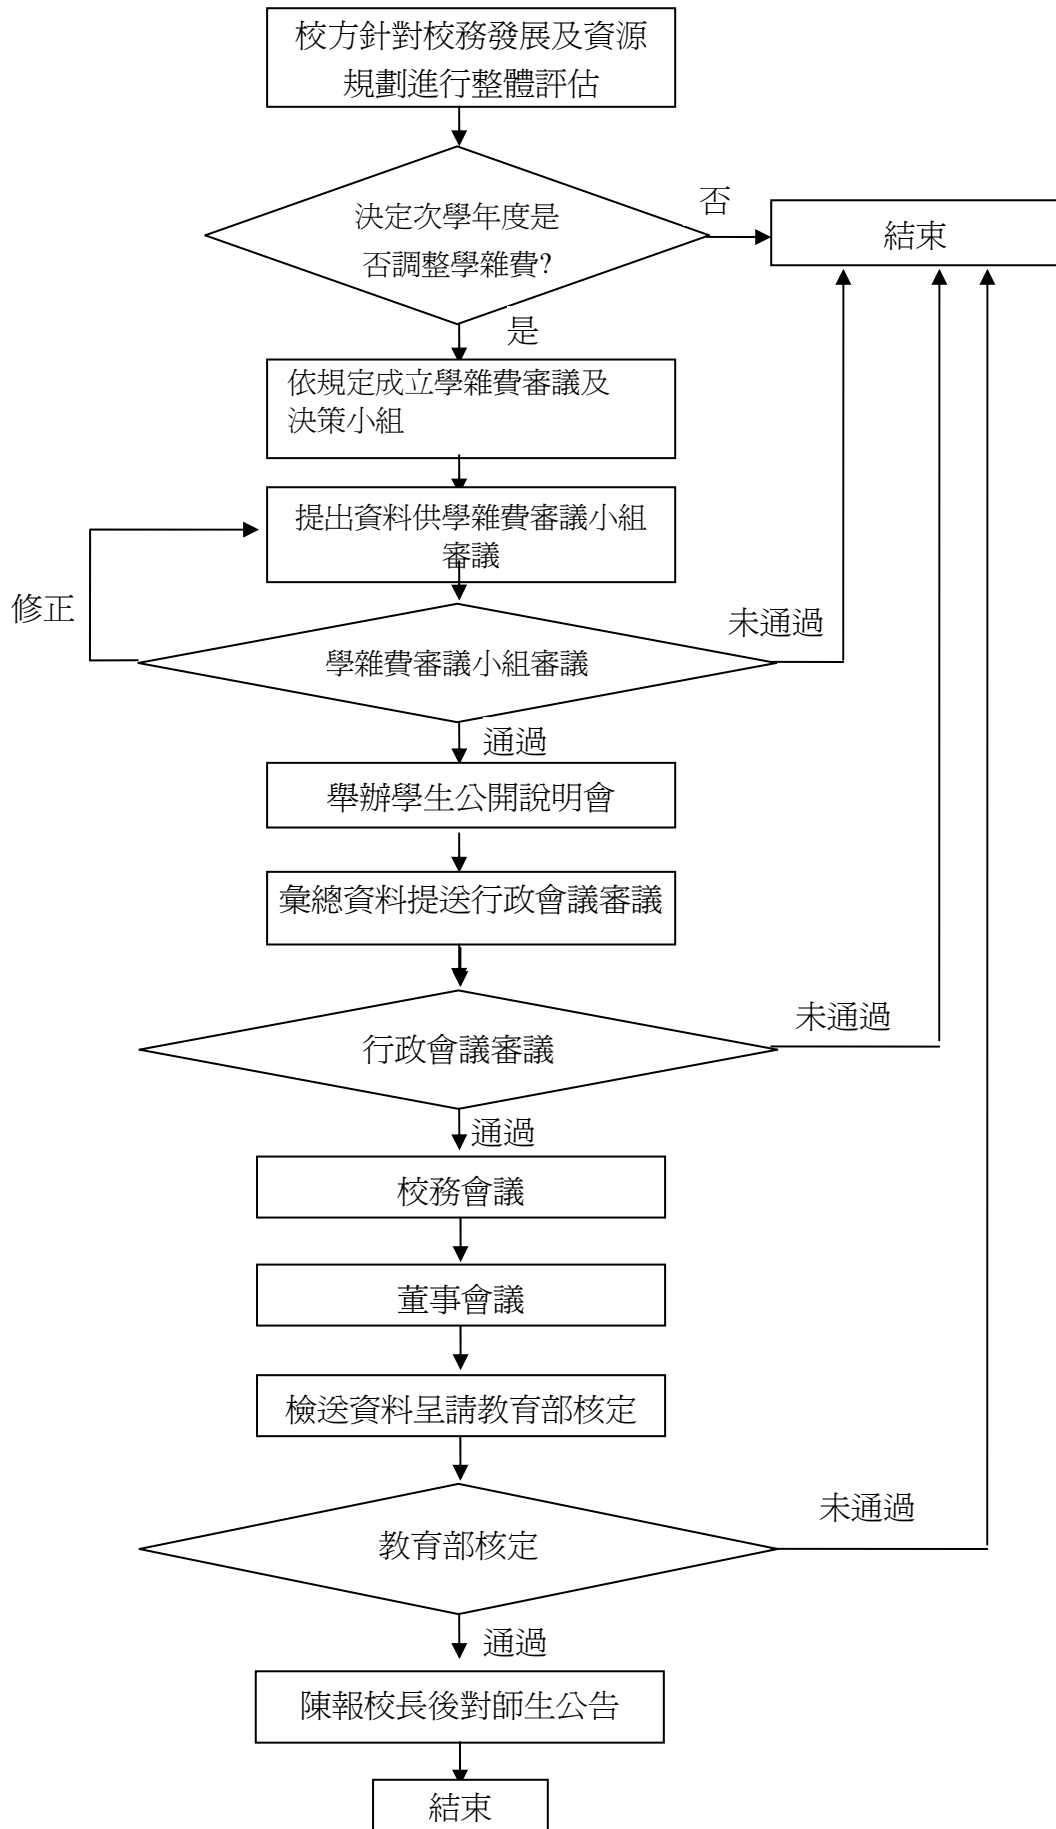 校方針對校務發展及資源
規劃進行整體評估
決定次學年度是
否調整學雜費?
否
結束
是
依規定成立學雜費審議及
決策小組
提出資料供學雜費審議小組
審議
修正
學雜費審議小組審議
未通過
通過
舉辦學生公開說明會
彙總資料提送行政會議審議
行政會議審議
未通過
通過
校務會議
董事會議
檢送資料呈請教育部核定
教育部核定
未通過
通過
陳報校長後對師生公告
結束